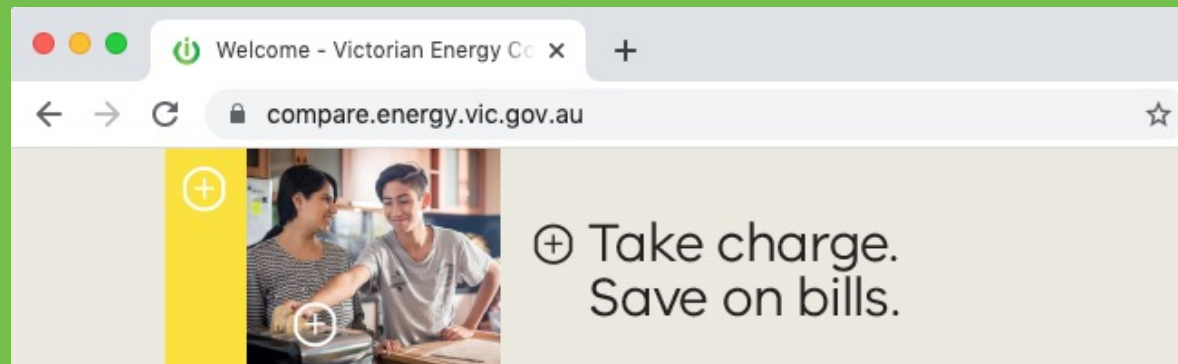 Welcome - Victorian Energy Co
compare.energy.vic.gov.au
Take charge.
Save on bills.